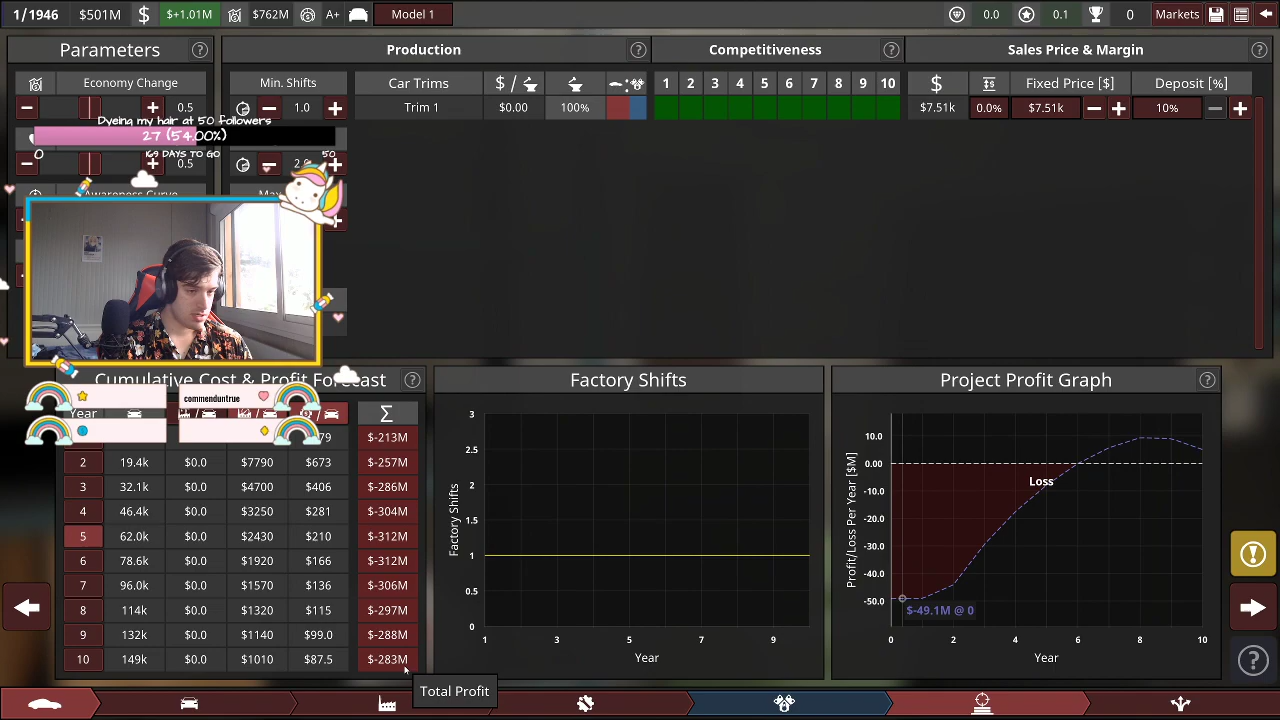 1/1946 $501M $ $+1.01M $762M A+ Model 1 0.0 0.1 0 Markets
Parameters ?
Production ?
Competitiveness ?
Sales Price & Margin ?
Economy Change
Min. Shifts
Car Trims $ / 100% 
1 2 3 4 5 6 7 8 9 10
$ Fixed Price [$] Deposit [%]
0.5 1.0
Trim 1 $0.00 100%
$7.51k 0.0% $7.51k 10%
Dyeing my hair at 50 followers
27 (54.00%)
0 169 DAYS TO GO 50
0.5
Awareness Curve
Cumulative Cost & Profit Forecast ?
commenduntrue
Year Σ
79 $-213M
2 19.4k $0.0 $7790 $673 $-257M
3 32.1k $0.0 $4700 $406 $-286M
4 46.4k $0.0 $3250 $281 $-304M
5 62.0k $0.0 $2430 $210 $-312M
6 78.6k $0.0 $1920 $166 $-312M
7 96.0k $0.0 $1570 $136 $-306M
8 114k $0.0 $1320 $115 $-297M
9 132k $0.0 $1140 $99.0 $-288M
10 149k $0.0 $1010 $87.5 $-283M
Total Profit
Factory Shifts
Factory Shifts
3
2.5
2
1.5
1
0.5
0
1 3 5 7 9
Year
Project Profit Graph ?
Profit/Loss Per Year [$M]
10.0
0.00
-10.0
-20.0
-30.0
-40.0
-50.0
Loss
$-49.1M @ 0
0 2 4 6 8 10
Year
?